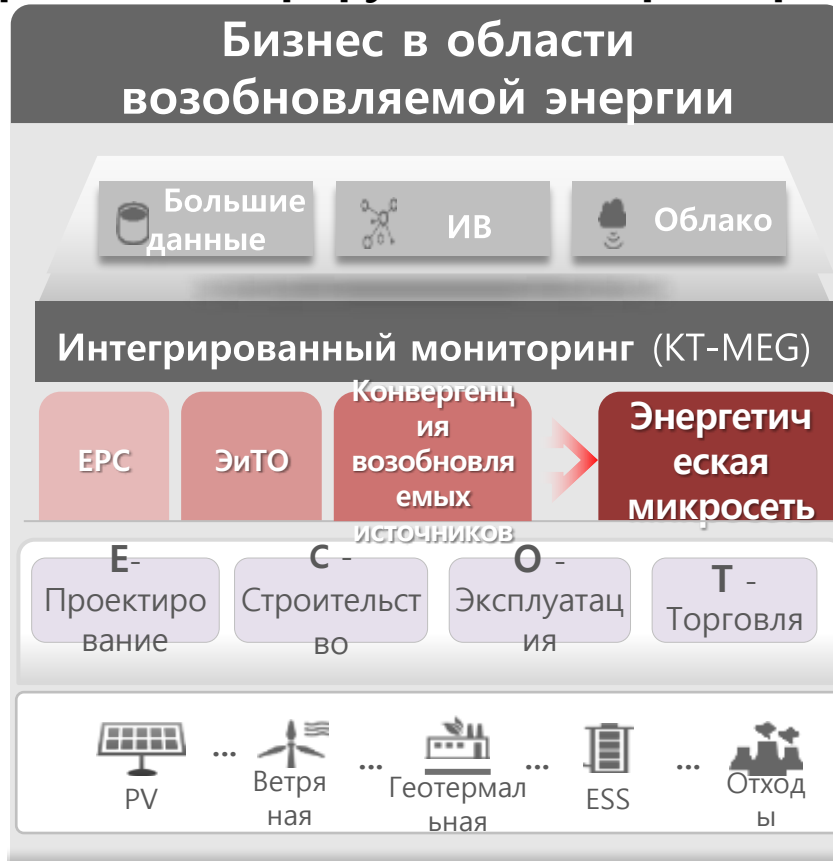 Бизнес в области
возобновляемой энергии
Большие
данные
ИВ
Облако
Интегрированный мониторинг (KT-MEG)
EPC
ЭиТО
Конвергенц
ия
возобновля
емых
источников
Энергетич
еская
микросеть
E-
Проектиро
вание
C -
Строительст
во
O -
Эксплуатац
ия
T -
Торговля
PV
...
Ветря
ная
...
Геотермал
ьная
...
ESS
...
Отход
ы